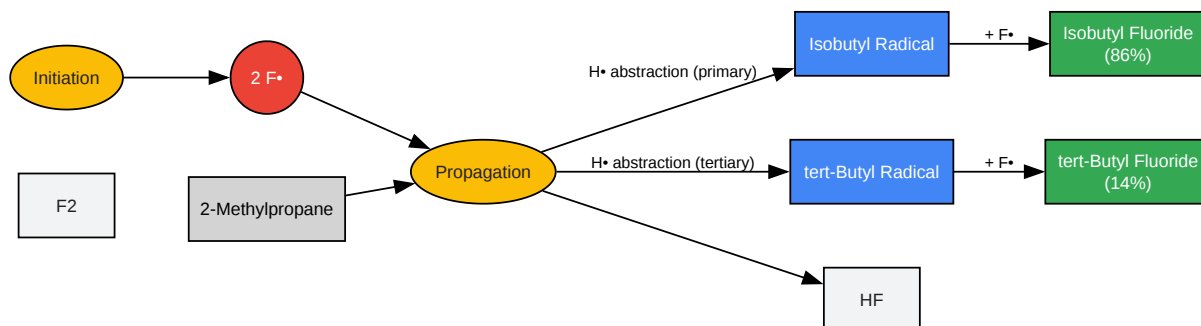 Initiation
2 F•
F2
2-Methylpropane
Propagation
H• abstraction (primary)
H• abstraction (tertiary)
Isobutyl Radical
+ F•
Isobutyl Fluoride
(86%)
tert-Butyl Radical
+ F•
tert-Butyl Fluoride
(14%)
HF